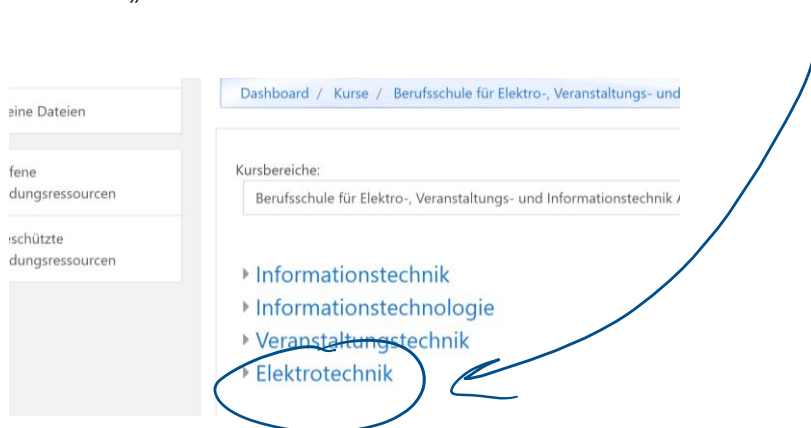 „
Dashboard / Kurse / Berufsschule für Elektro-, Veranstaltungs- und
eine Dateien
fene
dungsressourcen
schützte
dungsressourcen
Kursbereiche:
Berufsschule für Elektro-, Veranstaltungs- und Informationstechnik
Informationstechnik
Informationstechnologie
Veranstaltungstechnik
Elektrotechnik